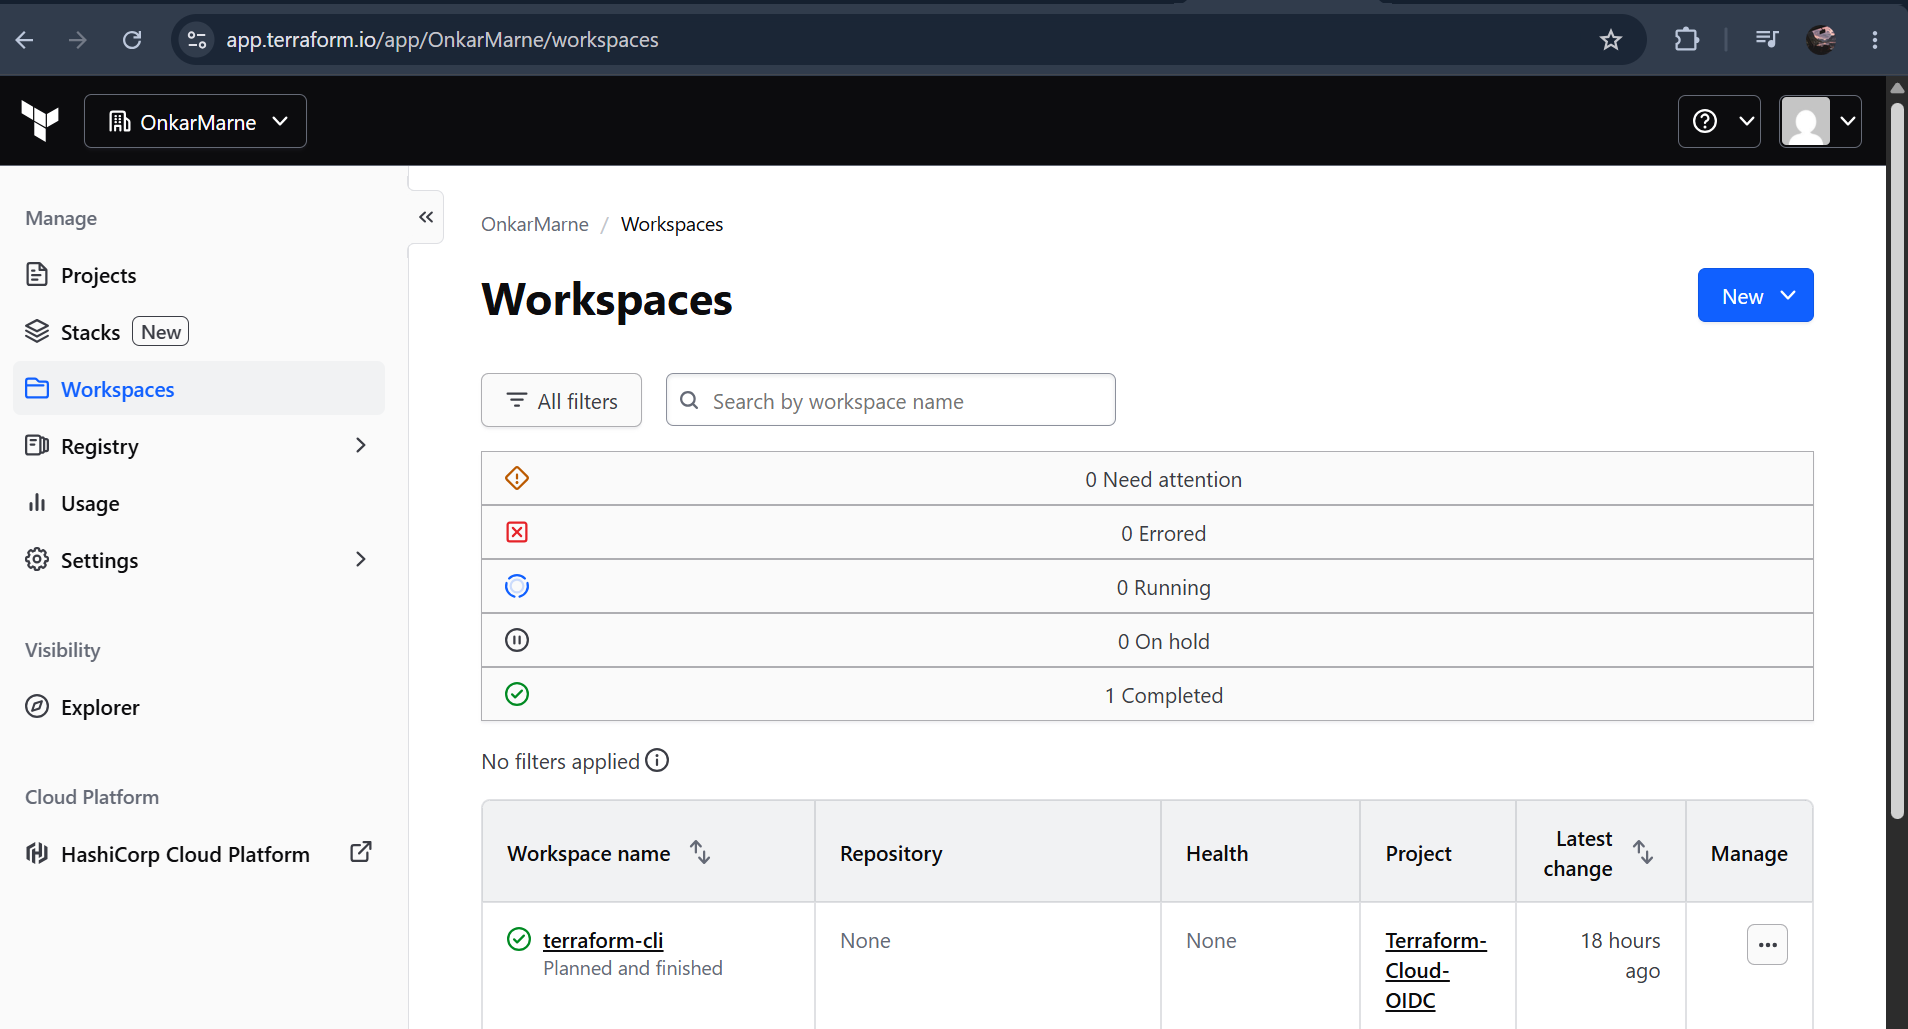 app.terraform.io/app/OnkarMarne/workspaces
OnkarMarne
Manage
Projects
Stacks New
Workspaces
Registry
Usage
Settings
Visibility
Explorer
Cloud Platform
HashiCorp Cloud Platform
OnkarMarne / Workspaces
Workspaces
New
All filters
Search by workspace name
0 Need attention
0 Errored
0 Running
0 On hold
1 Completed
No filters applied
Workspace name
Repository
Health
Project
Latest
change
Manage
terraform-cli
Planned and finished
None
None
Terraform-
Cloud-
OIDC
18 hours
ago